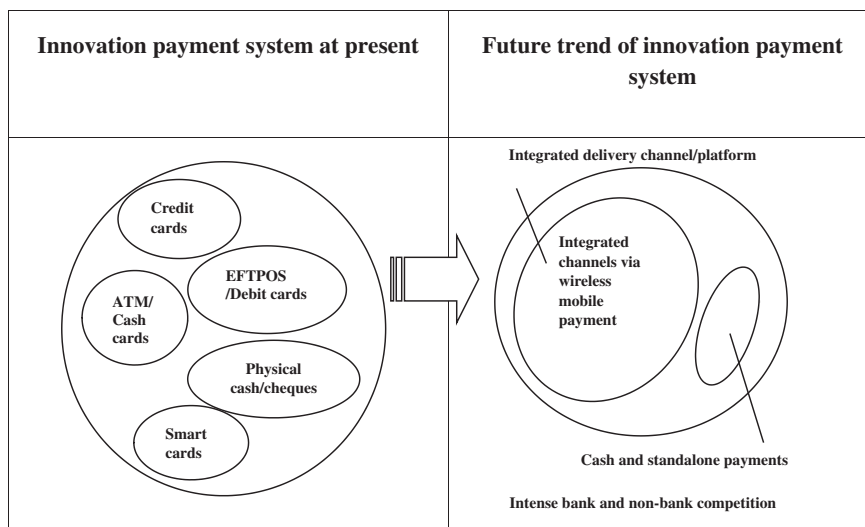 Innovation payment system at present
Future trend of innovation payment
system
Credit
cards
EFTPOS
/Debit cards
ATM/
Cash
cards
Physical
cash/cheques
Smart
cards
Integrated delivery channel/platform
Integrated
channels via
wireless
mobile
payment
Cash and standalone payments
Intense bank and non-bank competition